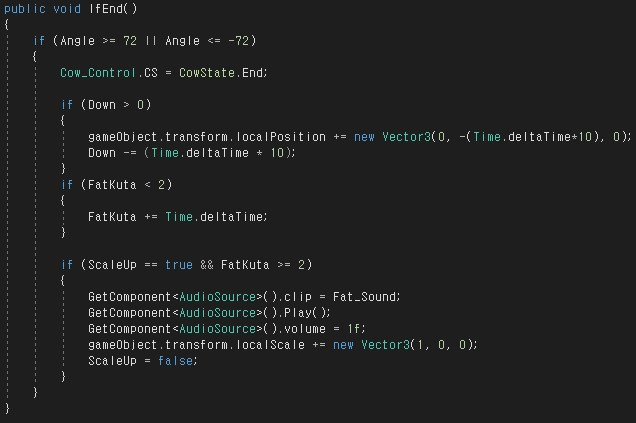 public void IfEnd()
{
if (Angle >= 72 || Angle <= -72)
{
Cow_Control.CS = CowState.End;
if (Down > 0)
{
gameObject.transform.localPosition += new Vector3(0, -(Time.deltaTime*10), 0);
Down -= (Time.deltaTime * 10);
}
if (FatKuta < 2)
{
FatKuta += Time.deltaTime;
}
if (ScaleUp == true && FatKuta >= 2)
{
GetComponent<AudioSource>().clip = Fat_Sound;
GetComponent<AudioSource>().Play();
GetComponent<AudioSource>().volume = 1f;
gameObject.transform.localScale += new Vector3(1, 0, 0);
ScaleUp = false;
}
}
}